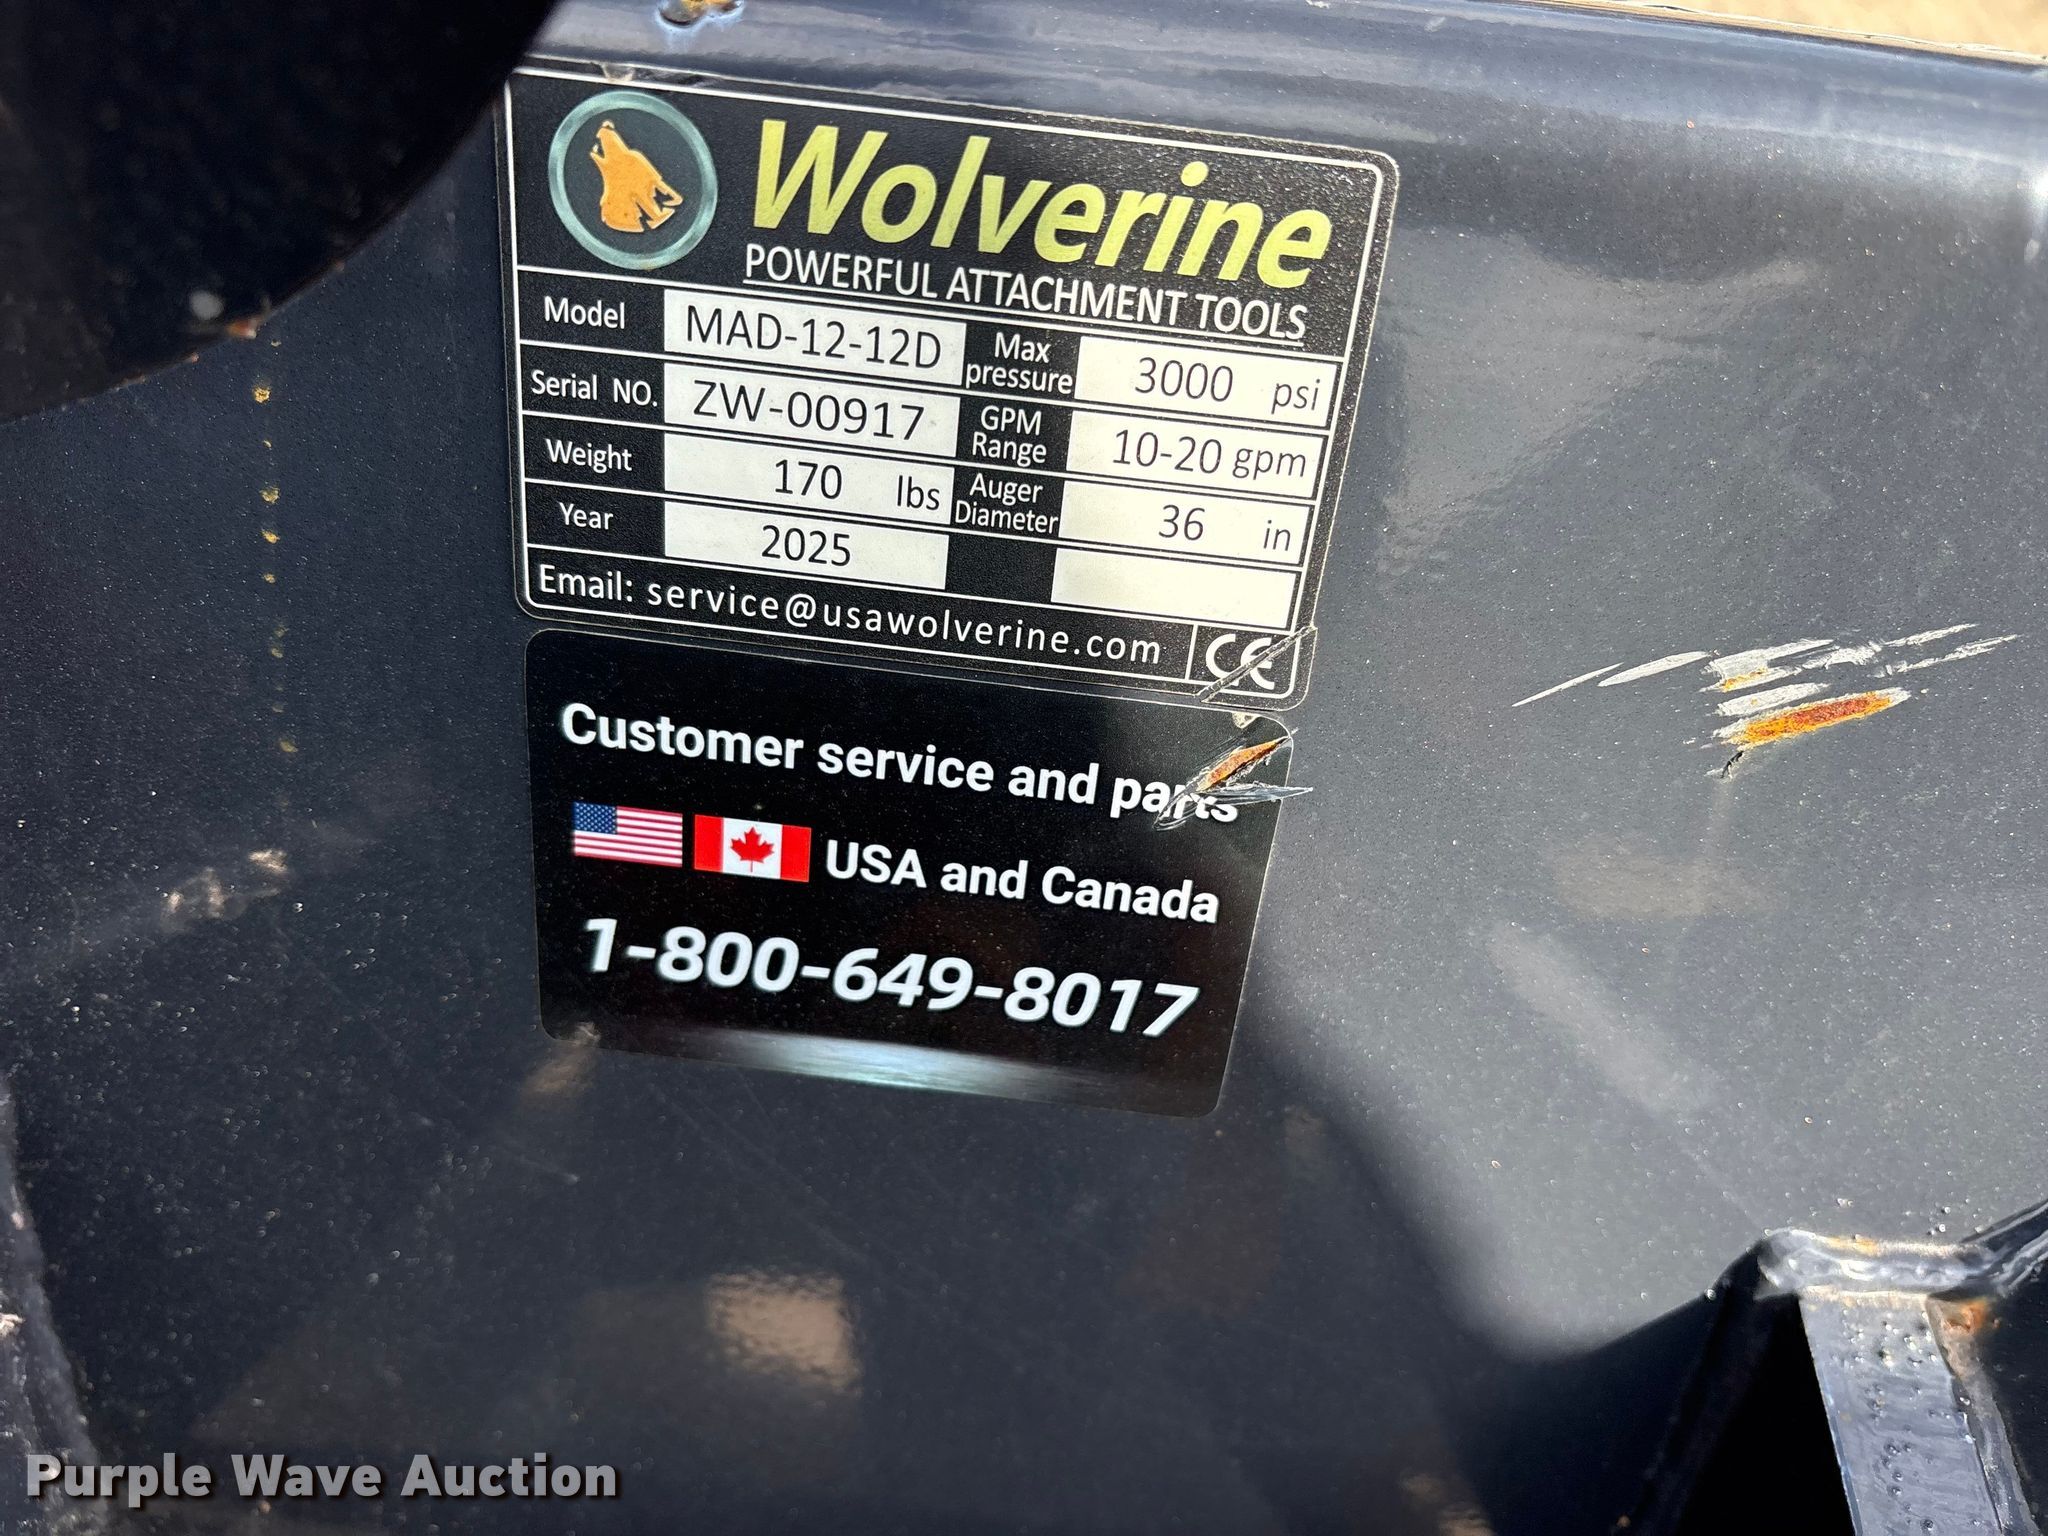 Wolverine
POWERFUL ATTACHMENT TOOLS
Model MAD-12-12D Max pressure 3000 psi
Serial NO. ZW-00917 GPM Range 10-20 gpm
Weight 170 lbs Auger Diameter 36 in
Year 2025
Email: service@usawolverine.com CE
Customer service and parts
USA and Canada
1-800-649-8017
Purple Wave Auction